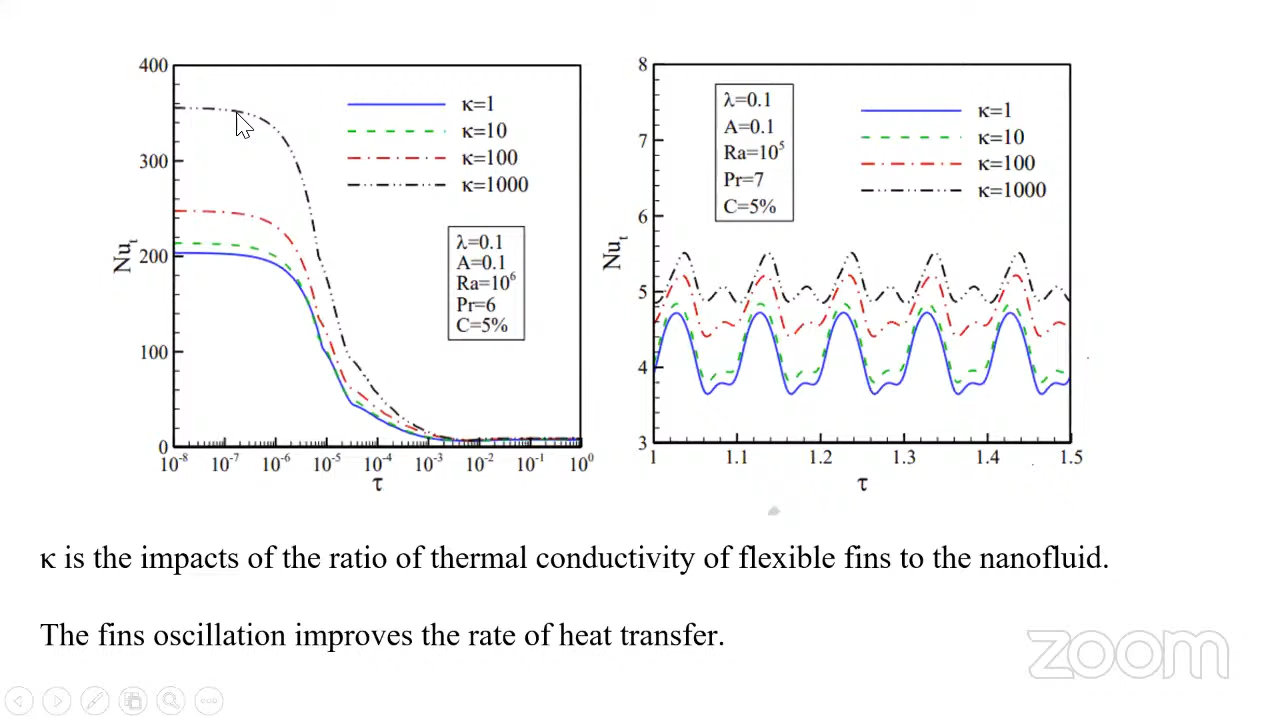 400
300
200
100
0
Nuₜ
κ=1
κ=10
κ=100
κ=1000
λ=0.1
A=0.1
Ra=10⁶
Pr=6
C=5%
10⁻⁸ 10⁻⁷ 10⁻⁶ 10⁻⁵ 10⁻⁴ 10⁻³ 10⁻² 10⁻¹ 10⁰
τ
8
7
6
5
4
3
Nuₜ
λ=0.1
A=0.1
Ra=10⁵
Pr=7
C=5%
κ=1
κ=10
κ=100
κ=1000
1 1.1 1.2 1.3 1.4 1.5
τ
κ is the impacts of the ratio of thermal conductivity of flexible fins to the nanofluid.
The fins oscillation improves the rate of heat transfer.
zoom